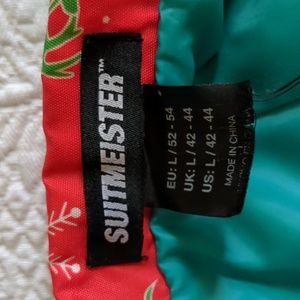 SUITMEISTER™
EU: L / 52 - 54
UK: L / 42 - 44
US: L / 42 - 44
MADE IN CHINA